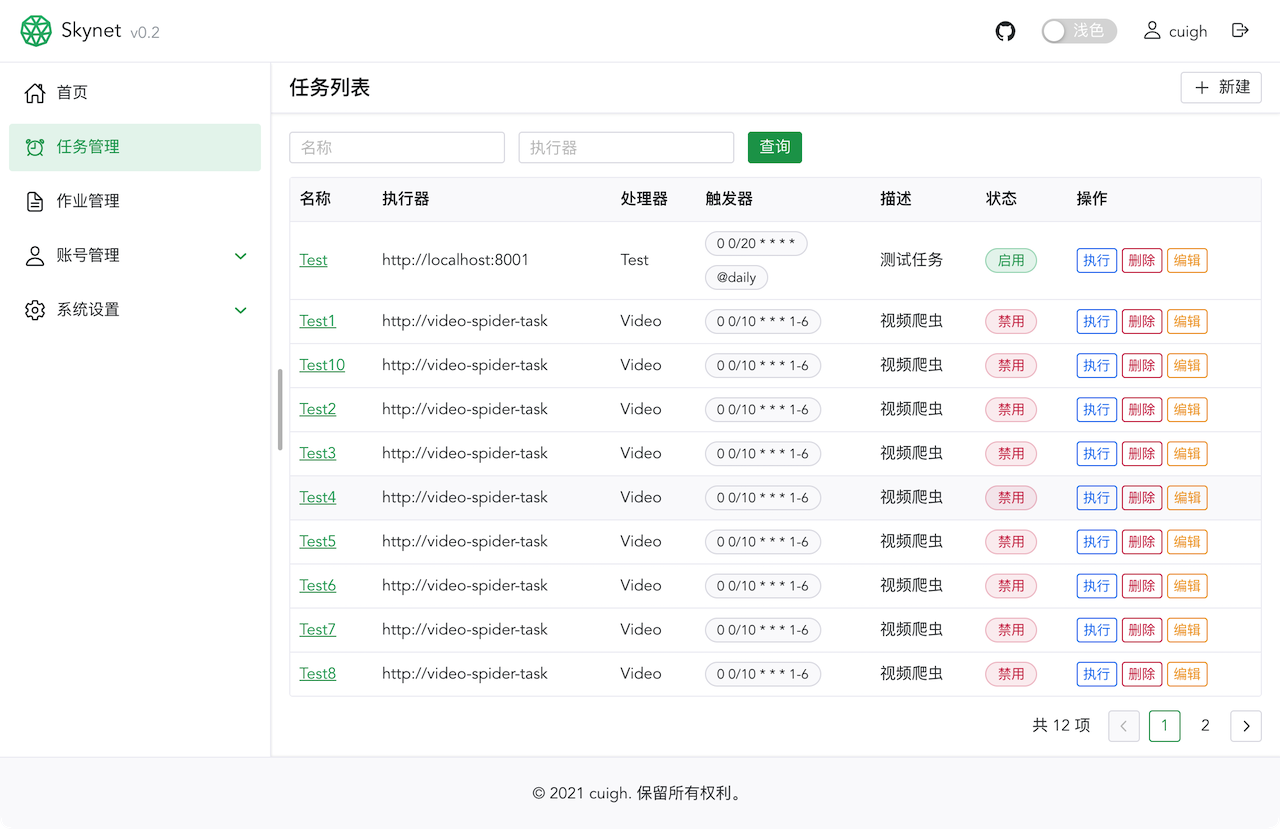 Skynet v0.2
浅色
cuigh
首页
任务管理
作业管理
账号管理
系统设置
任务列表
新建
名称 执行器 查询
名称 执行器 处理器 触发器 描述 状态 操作
Test http://localhost:8001 Test 0 0/20 * * * * @daily 测试任务 启用 执行 删除 编辑
Test1 http://video-spider-task Video 0 0/10 * * * 1-6 视频爬虫 禁用 执行 删除 编辑
Test10 http://video-spider-task Video 0 0/10 * * * 1-6 视频爬虫 禁用 执行 删除 编辑
Test2 http://video-spider-task Video 0 0/10 * * * 1-6 视频爬虫 禁用 执行 删除 编辑
Test3 http://video-spider-task Video 0 0/10 * * * 1-6 视频爬虫 禁用 执行 删除 编辑
Test4 http://video-spider-task Video 0 0/10 * * * 1-6 视频爬虫 禁用 执行 删除 编辑
Test5 http://video-spider-task Video 0 0/10 * * * 1-6 视频爬虫 禁用 执行 删除 编辑
Test6 http://video-spider-task Video 0 0/10 * * * 1-6 视频爬虫 禁用 执行 删除 编辑
Test7 http://video-spider-task Video 0 0/10 * * * 1-6 视频爬虫 禁用 执行 删除 编辑
Test8 http://video-spider-task Video 0 0/10 * * * 1-6 视频爬虫 禁用 执行 删除 编辑
共 12 项 1 2
© 2021 cuigh. 保留所有权利。